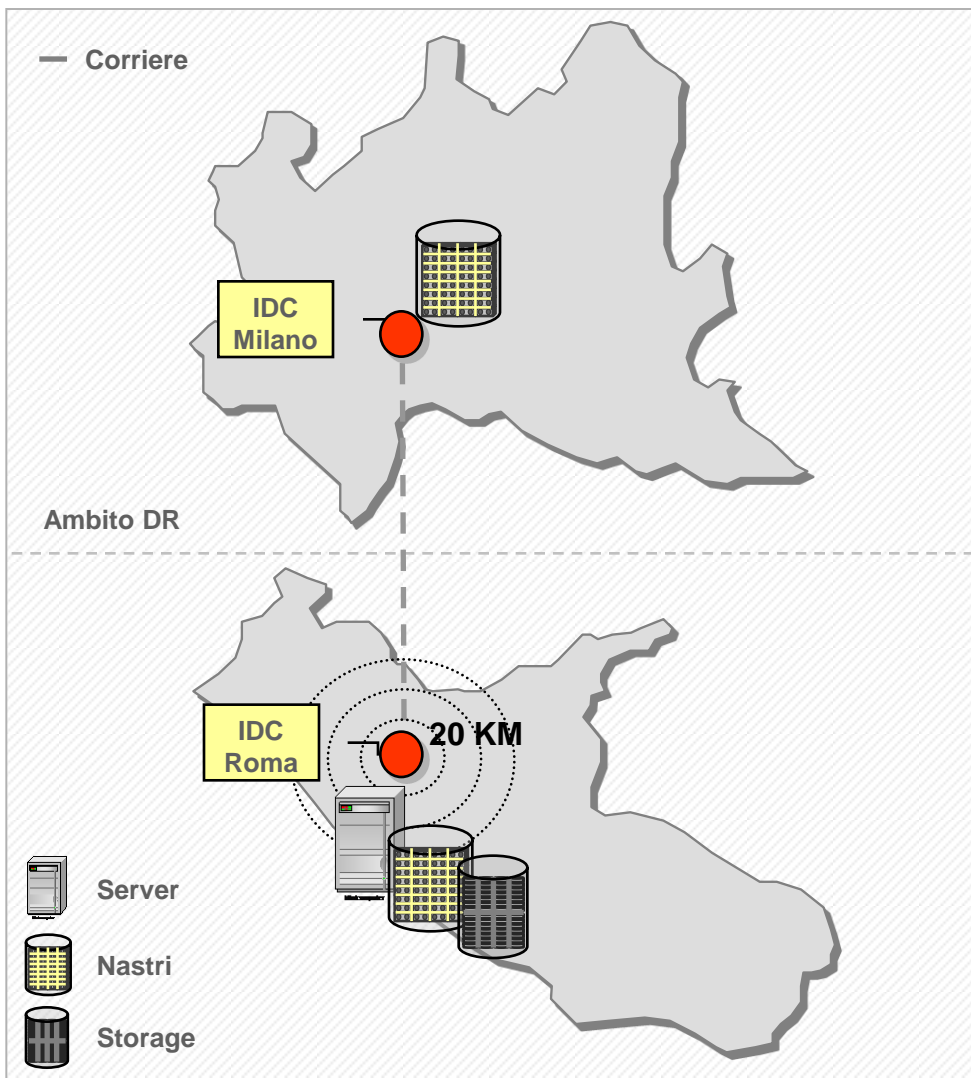 Corriere
IDC
Milano
Ambito DR
20 KM
IDC
Roma
Server
Nastri
Storage